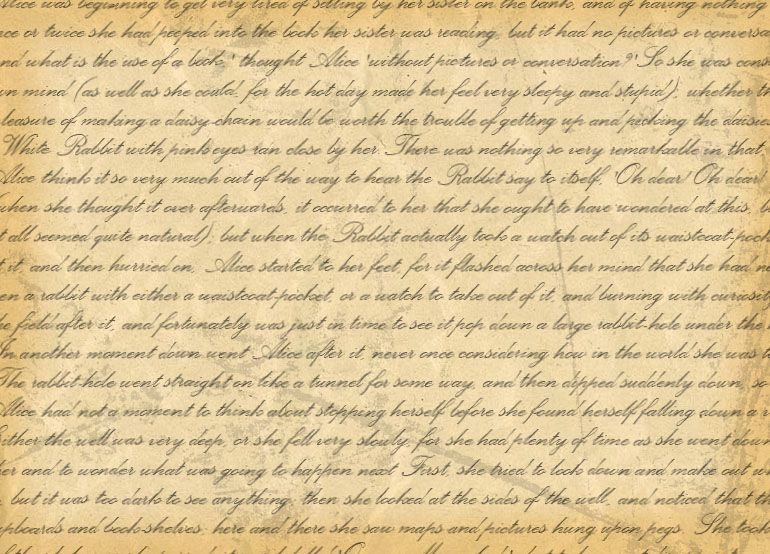 Alice was beginning to get very tired of sitting by her sister on the bank, and of having nothing
or twice she had peeped into the book her sister was reading, but it had no pictures or conversa
nd what is the use of a book,' thought Alice 'without pictures or conversation?' So she was cons
wn mind (as well as she could, for the hot day made her feel very sleepy and stupid), whether th
leasure of making a daisy-chain would be worth the trouble of getting up and picking the daisies
White Rabbit with pink eyes ran close by her. There was nothing so very remarkable in that
Alice think it so very much out of the way to hear the Rabbit say to itself, 'Oh dear! Oh dear!
when she thought it over afterwards, it occurred to her that she ought to have wondered at this, b
t all seemed quite natural); but when the Rabbit actually took a watch out of its waistcoat-pock
t it, and then hurried on, Alice started to her feet, for it flashed across her mind that she had n
en a rabbit with either a waistcoat-pocket, or a watch to take out of it, and burning with curiosit
he field after it, and fortunately was just in time to see it pop down a large rabbit-hole under the
In another moment down went Alice after it, never once considering how in the world she was t
The rabbit-hole went straight on like a tunnel for some way, and then dipped suddenly down, so
Alice had not a moment to think about stopping herself before she found herself falling down a v
Either the well was very deep, or she fell very slowly, for she had plenty of time as she went down
her and to wonder what was going to happen next. First, she tried to look down and make out w
but it was too dark to see anything; then she looked at the sides of the well, and noticed that th
upboards and book-shelves; here and there she saw maps and pictures hung upon pegs. She took